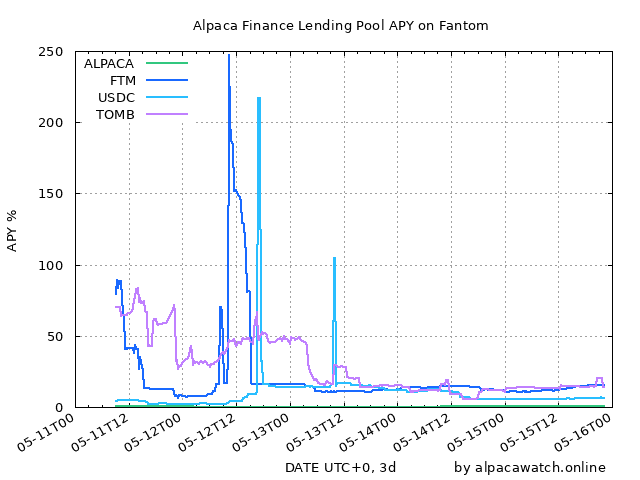 Alpaca Finance Lending Pool APY on Fantom
250
200
150
100
50
0
APY %
ALPACA
FTM
USDC
TOMB
05-11T00
05-11T12
05-12T00
05-12T12
05-13T00
05-13T12
05-14T00
05-14T12
05-15T00
05-15T12
05-16T00
DATE UTC+0, 3d
by alpacawatch.online